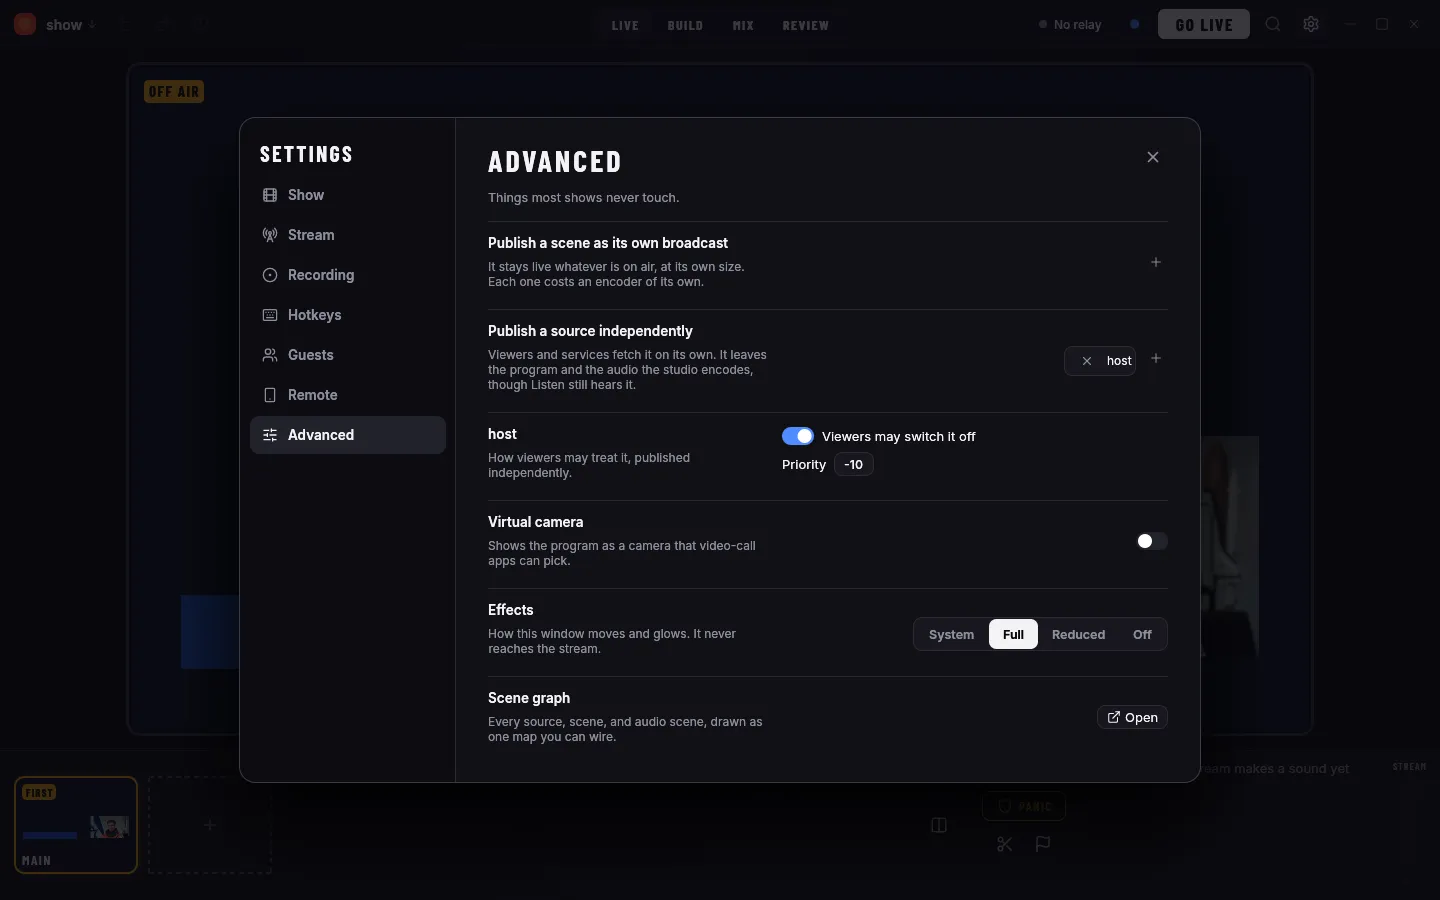 show
LIVE
BUILD
MIX
REVIEW
No relay
GO LIVE
OFF AIR
SETTINGS
Show
Stream
Recording
Hotkeys
Guests
Remote
Advanced
ADVANCED
Things most shows never touch.
Publish a scene as its own broadcast
It stays live whatever is on air, at its own size.
Each one costs an encoder of its own.
Publish a source independently
Viewers and services fetch it on its own. It leaves
the program and the audio the studio encodes,
though Listen still hears it.
host
host
How viewers may treat it, published
independently.
Viewers may switch it off
Priority
-10
Virtual camera
Shows the program as a camera that video-call
apps can pick.
Effects
How this window moves and glows. It never
reaches the stream.
System
Full
Reduced
Off
Scene graph
Every source, scene, and audio scene, drawn as
one map you can wire.
Open
makes a sound yet
STREAM
FIRST
MAIN
PANIC